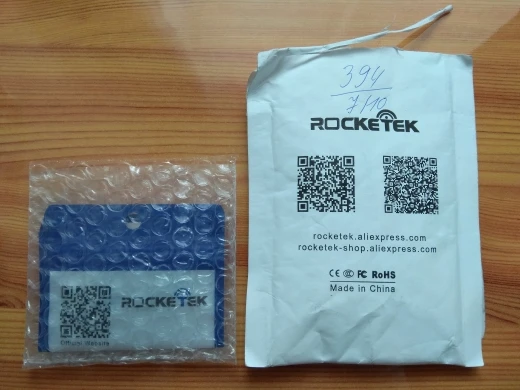 394
7/10
ROCKETEK
rocketek.aliexpress.com
rocketek-shop.aliexpress.com
CE CCC FC RoHS
Made in China
ROCKETEK
Official Website